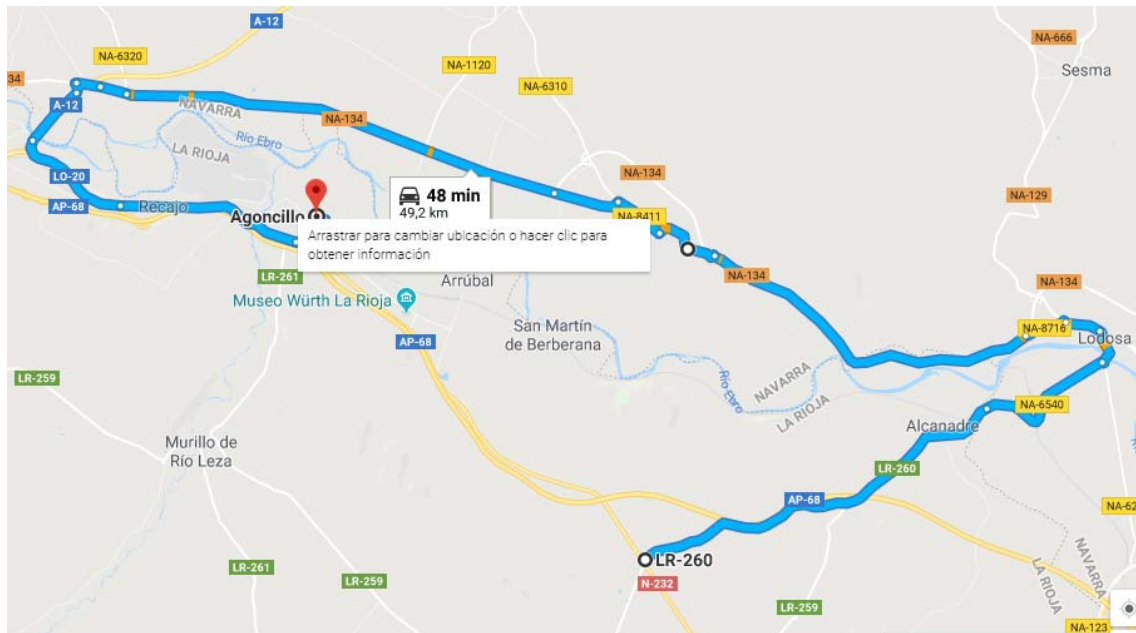 A-12
NA-666
NA-6320
Sesma
NA-1120
34
NA-6310
A-12
NAVARRA
NA-134
Río Ebro
LA RIOJA
NA-134
LO-20
48 min
49,2 km
NA-129
AP-68
Recajo
Agoncillo
NA-8411
Arrastrar para cambiar ubicación o hacer clic para
obtener información
LR-261
Arrúbal
NA-134
NA-134
Museo Würth La Rioja
San Martín
de Berberana
NA-8716
Lodosa
AP-68
Río Ebro
NAVARRA
LA RIOJA
LR-259
NA-6540
Alcanadre
Murillo de
Río Leza
LR-260
AP-68
NA-62
LR-260
NAVARRA
LR-261
LR-259
N-232
LA RIOJA
LR-259
NA-123